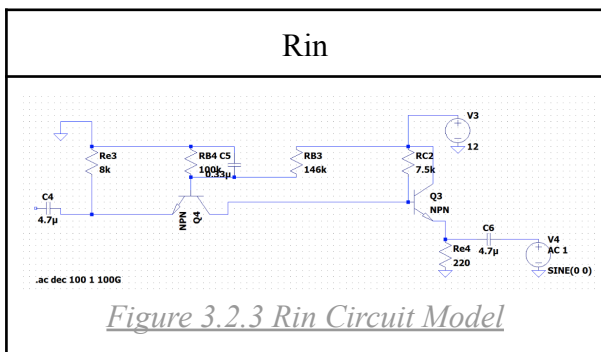 Rin
V3
Re3
8k
RB4
100k
C5
0.33µ
RB3
146k
RC2
7.5k
12
C4
4.7µ
NPN
Q4
Q3
NPN
C6
4.7µ
V4
AC 1
Re4
220
SINE(0 0)
.ac dec 100 1 100G
Figure 3.2.3 Rin Circuit Model